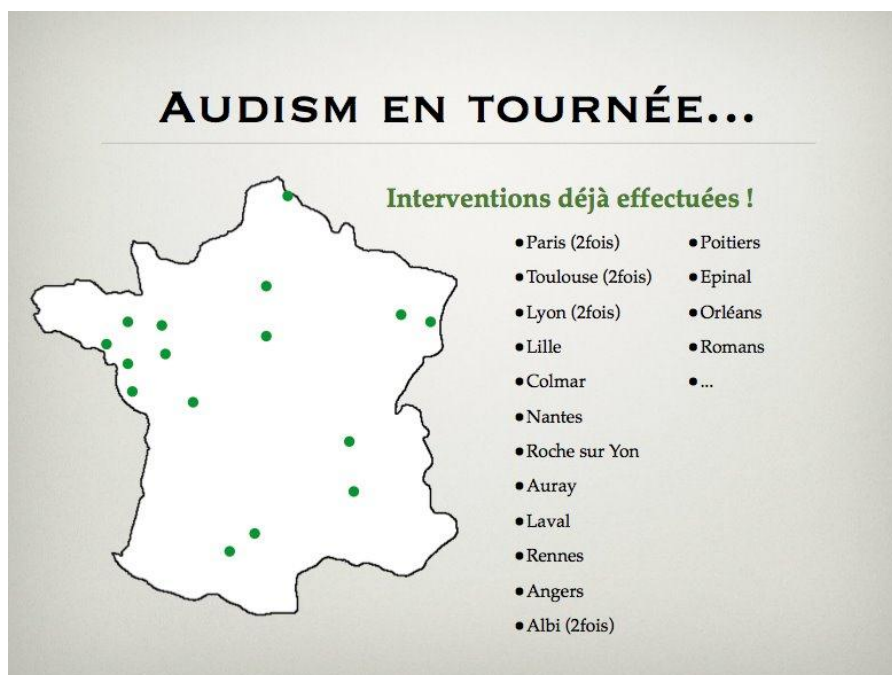 AUDISM EN TOURNÉE...
Interventions déjà effectuées !
•Paris (2fois)
•Toulouse (2fois)
•Lyon (2fois)
•Lille
•Colmar
•Nantes
•Roche sur Yon
•Auray
•Laval
•Rennes
•Angers
•Albi (2fois)
•Poitiers
•Epinal
•Orléans
•Romans
•...